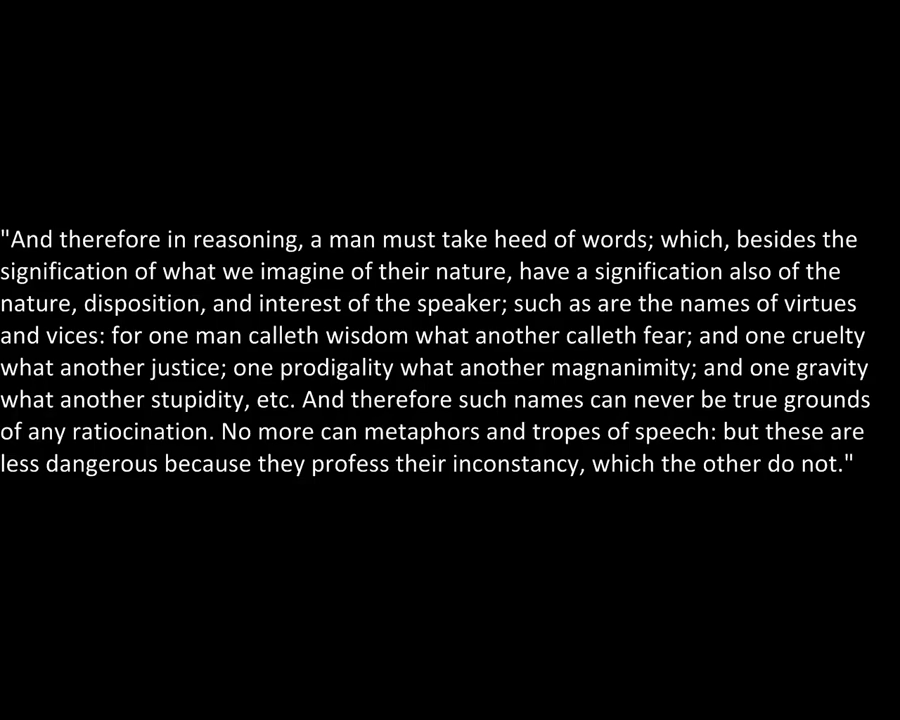 "And therefore in reasoning, a man must take heed of words; which, besides the
signification of what we imagine of their nature, have a signification also of the
nature, disposition, and interest of the speaker; such as are the names of virtues
and vices: for one man calleth wisdom what another calleth fear; and one cruelty
what another justice; one prodigality what another magnanimity; and one gravity
what another stupidity, etc. And therefore such names can never be true grounds
of any ratiocination. No more can metaphors and tropes of speech: but these are
less dangerous because they profess their inconstancy, which the other do not."